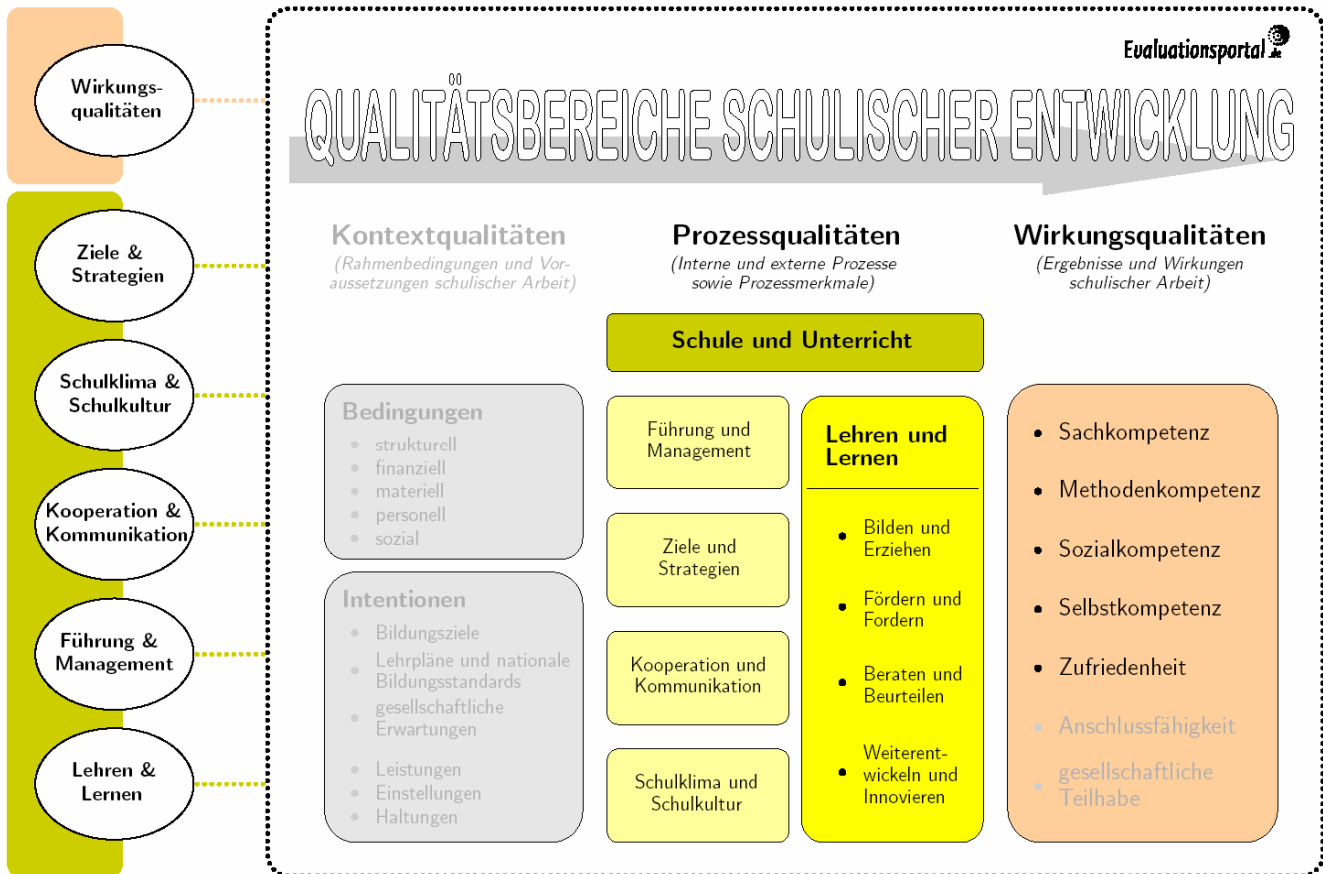 Wirkungs-
qualitäten
Ziele &
Strategien
Schulklima &
Schulkultur
Kooperation &
Kommunikation
Führung &
Management
Lehren &
Lernen
Evaluationsportal.de
QUALITÄTSBEREICHE SCHULISCHER ENTWICKLUNG
Kontextqualitäten
(Rahmenbedingungen und Vor-
aussetzungen schulischer Arbeit)
Bedingungen
• strukturell
• finanziell
• materiell
• personell
• sozial
Intentionen
• Bildungsziele
• Lehrpläne und nationale
Bildungsstandards
• gesellschaftliche
Erwartungen
• Leistungen
• Einstellungen
• Haltungen
Prozessqualitäten
(Interne und externe Prozesse
sowie Prozessmerkmale)
Schule und Unterricht
Führung und
Management
Ziele und
Strategien
Kooperation und
Kommunikation
Schulklima und
Schulkultur
Lehren und
Lernen
• Bilden und
Erziehen
• Fördern und
Fordern
• Beraten und
Beurteilen
• Weiterent-
wickeln und
Innovieren
Wirkungsqualitäten
(Ergebnisse und Wirkungen
schulischer Arbeit)
• Sachkompetenz
• Methodenkompetenz
• Sozialkompetenz
• Selbstkompetenz
• Zufriedenheit
• Anschlussfähigkeit
• gesellschaftliche
Teilhabe